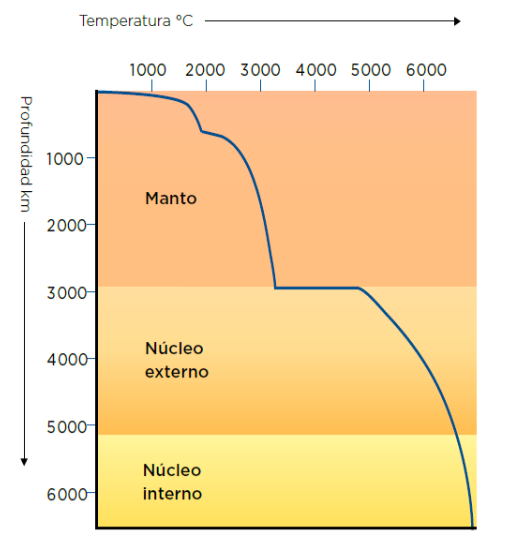 Temperatura ºC
1000 2000 3000 4000 5000 6000
Profundidad km
1000
Manto
2000
3000
Núcleo
externo
4000
5000
Núcleo
interno
6000